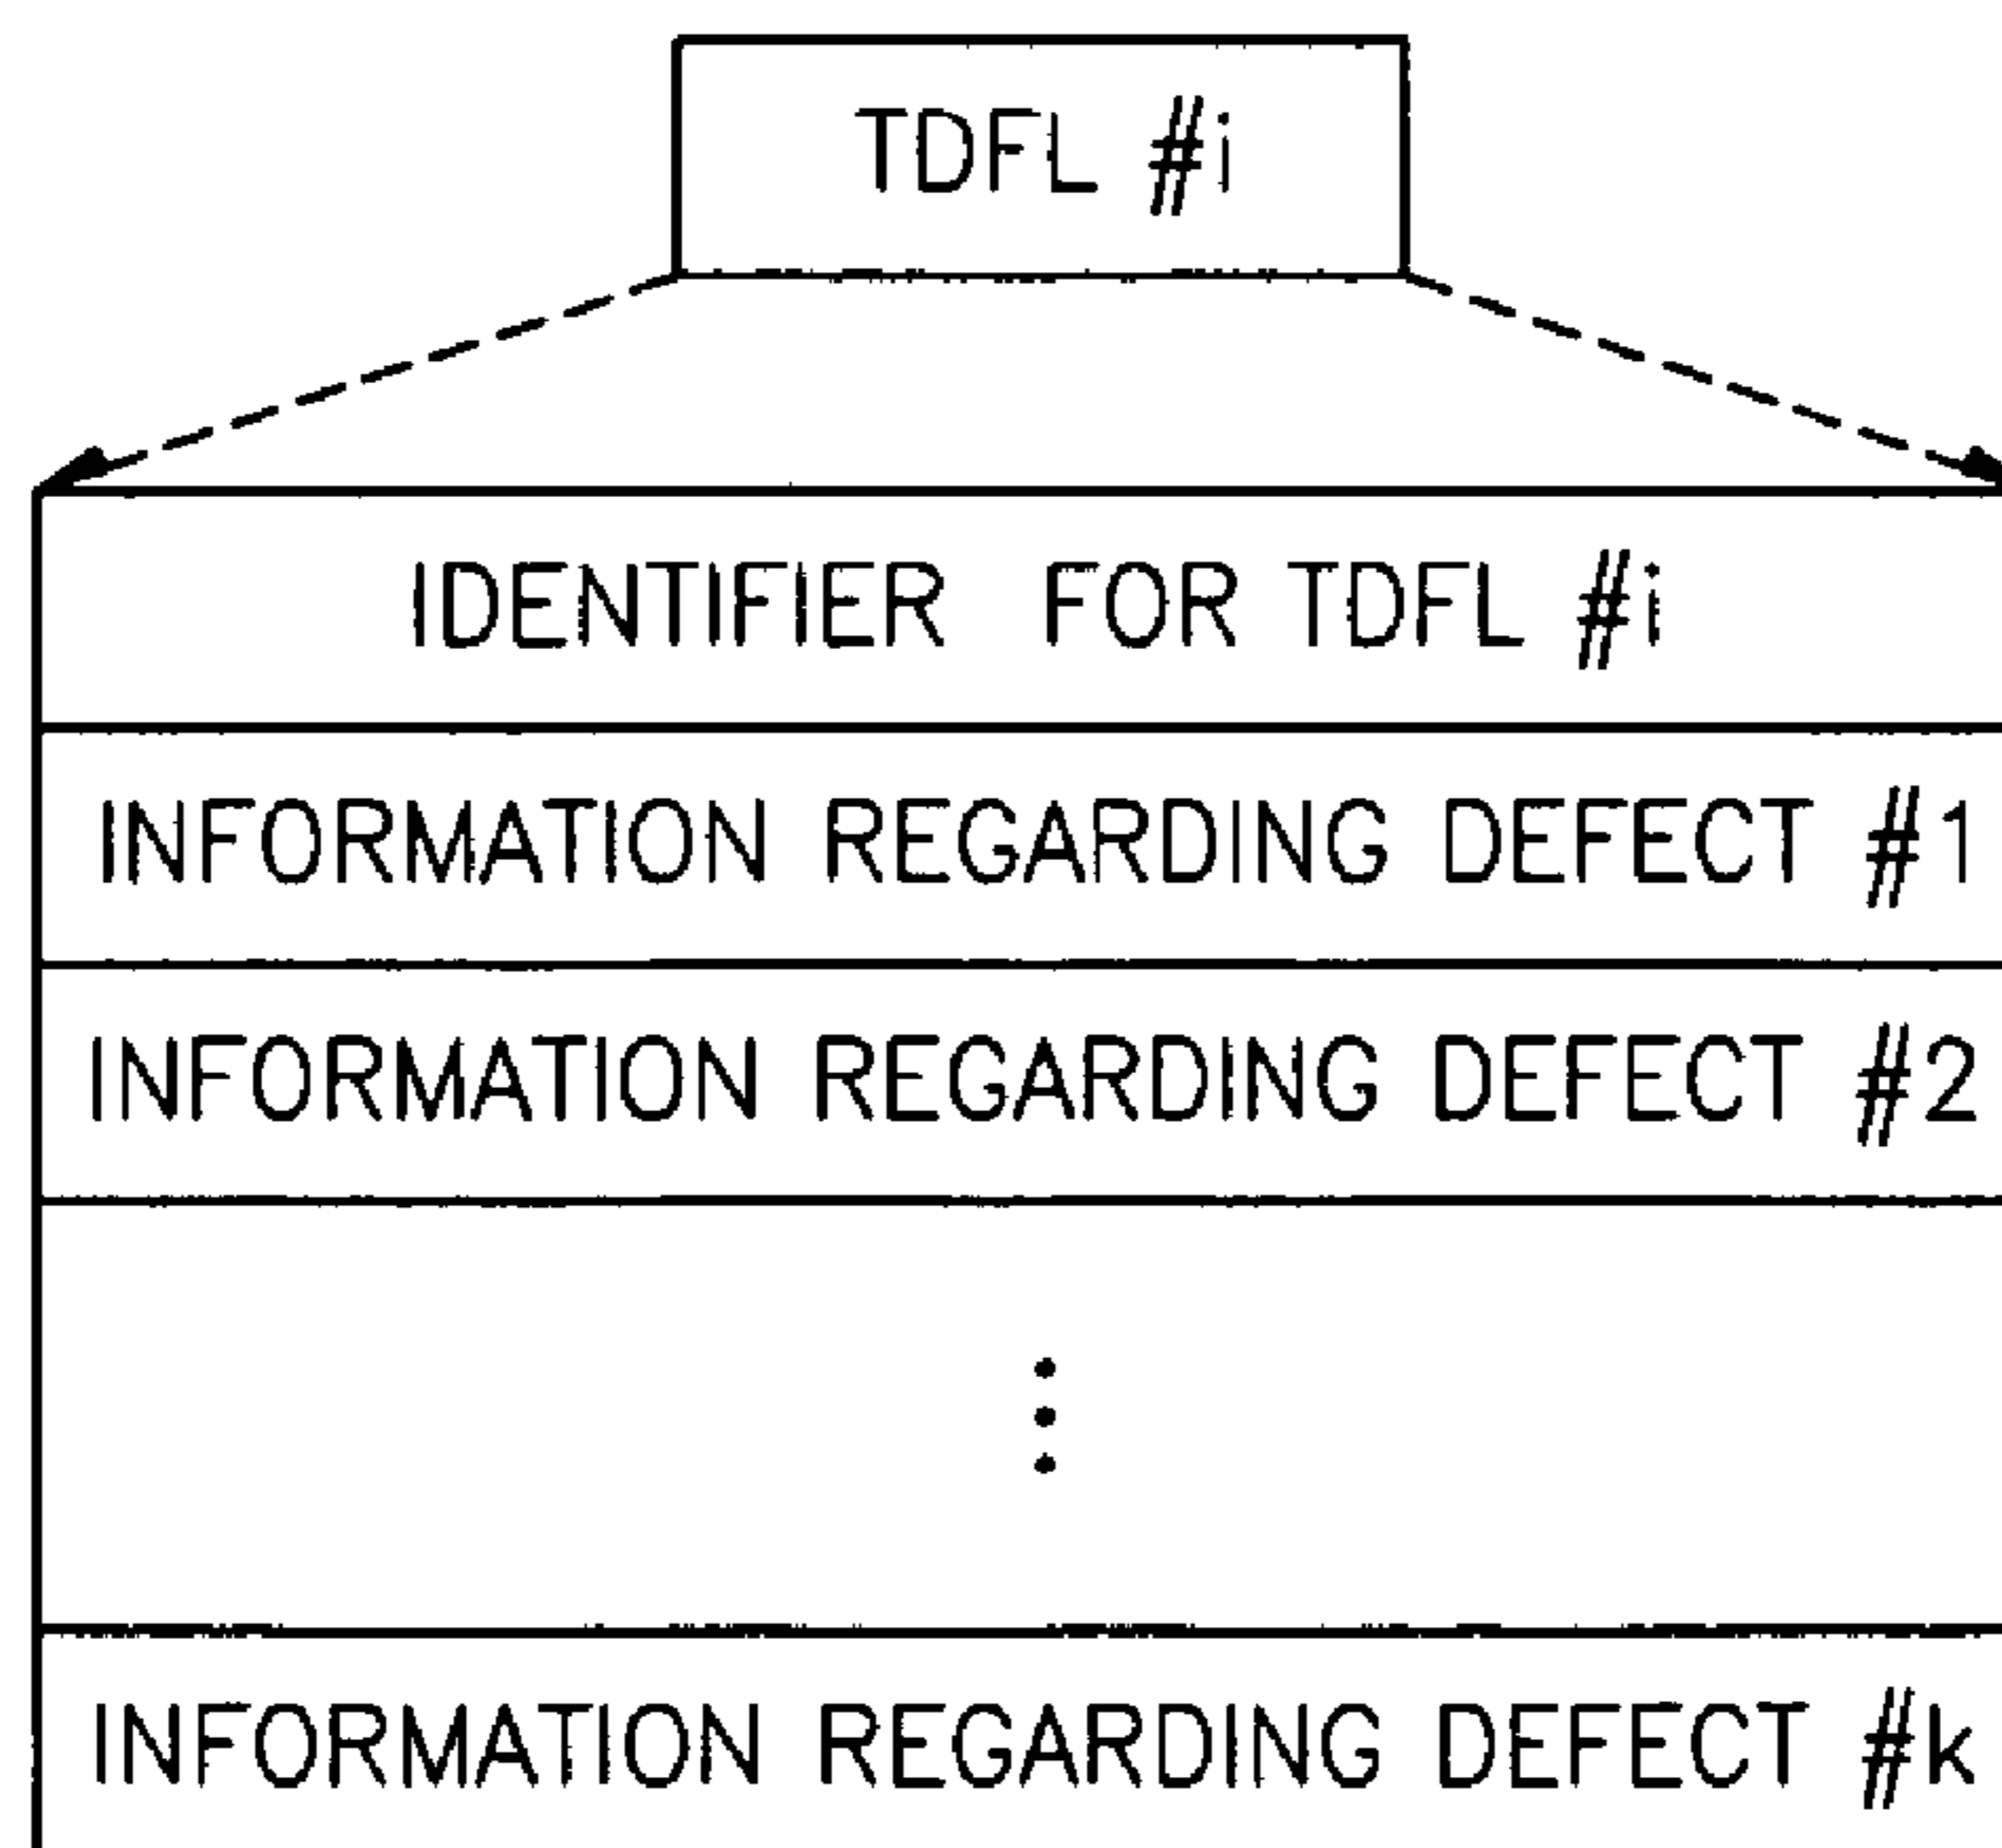 TDFL #i
IDENTIFIER FOR TDFL #i
INFORMATION REGARDING DEFECT #1
INFORMATION REGARDING DEFECT #2
INFORMATION REGARDING DEFECT #k